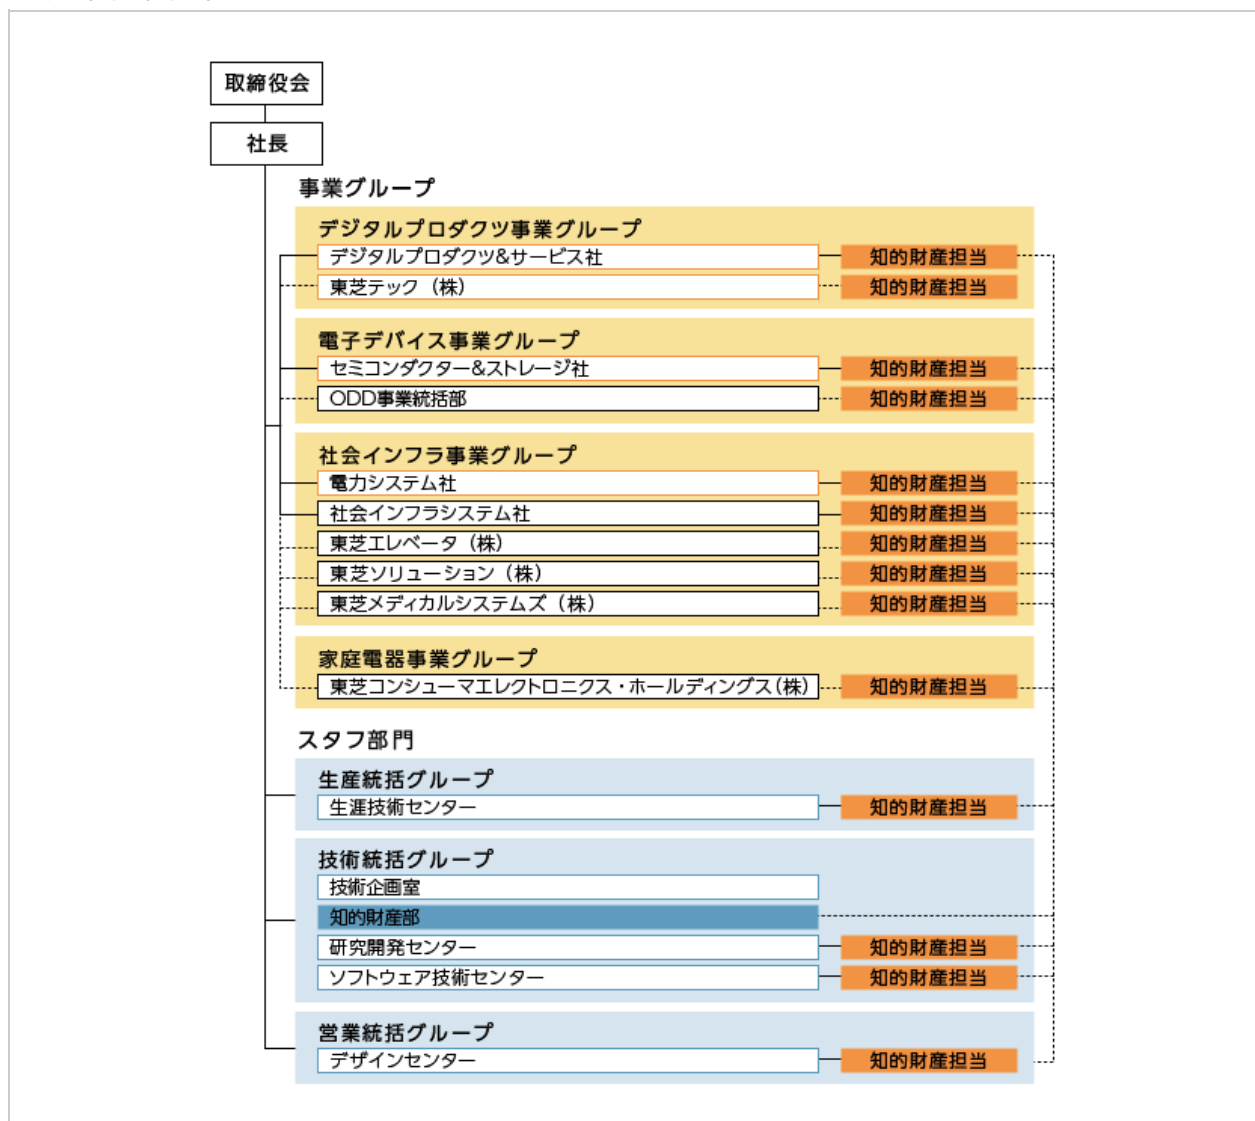 取締役会
社長
事業グループ
デジタルプロダクツ事業グループ
デジタルプロダクツ&サービス社 知的財産担当
東芝テック（株） 知的財産担当
電子デバイス事業グループ
セミコンダクター&ストレージ社 知的財産担当
ODD事業統括部 知的財産担当
社会インフラ事業グループ
電力システム社 知的財産担当
社会インフラシステム社 知的財産担当
東芝エレベータ（株） 知的財産担当
東芝ソリューション（株） 知的財産担当
東芝メディカルシステムズ（株） 知的財産担当
家庭電器事業グループ
東芝コンシューマエレクトロニクス・ホールディングス（株） 知的財産担当
スタフ部門
生産統括グループ
生涯技術センター 知的財産担当
技術統括グループ
技術企画室
知的財産部
研究開発センター 知的財産担当
ソフトウェア技術センター 知的財産担当
営業統括グループ
デザインセンター 知的財産担当